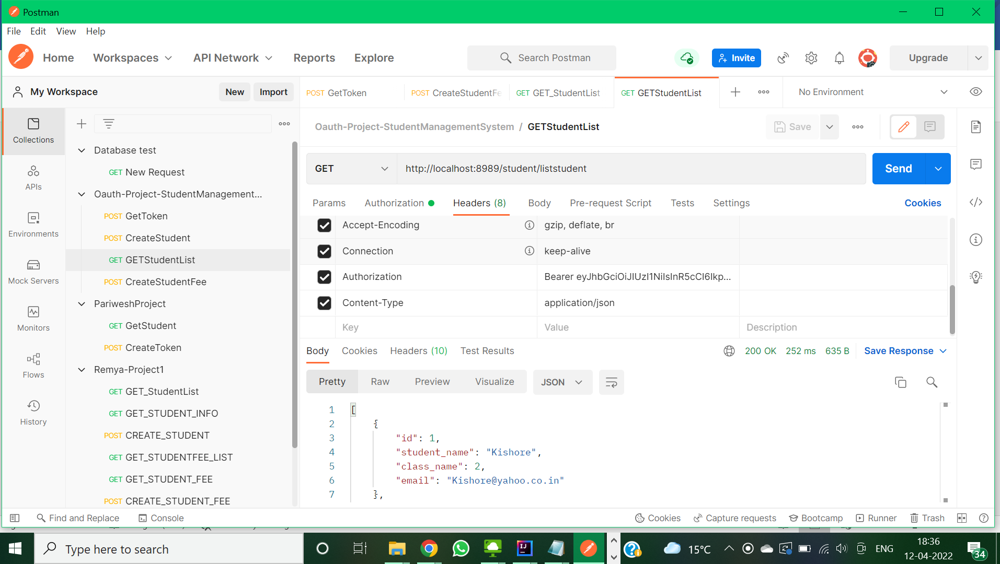 Postman
File Edit View Help
Home Workspaces API Network Reports Explore Search Postman Invite Upgrade
My Workspace New Import
POST GetToken POST CreateStudentFe GET GET_StudentList GET GETStudentList No Environment
Oauth-Project-StudentManagementSystem / GETStudentList Save
Collections
APIs
Environments
Mock Servers
Monitors
Flows
History
Database test
GET New Request
Oauth-Project-StudentManagement...
POST GetToken
POST CreateStudent
GET GETStudentList
POST CreateStudentFee
PariweshProject
GET GetStudent
POST CreateToken
Remya-Project1
GET GET_StudentList
GET GET_STUDENT_INFO
POST CREATE_STUDENT
GET GET_STUDENTFEE_LIST
GET GET_STUDENT_FEE
POST CREATE_STUDENT_FEE
GET http://localhost:8989/student/liststudent Send
Params Authorization Headers (8) Body Pre-request Script Tests Settings Cookies
Accept-Encoding gzip, deflate, br
Connection keep-alive
Authorization Bearer eyJhbGciOiJIUzI1NiIsInR5cCI6Ikp...
Content-Type application/json
Key Value Description
Body Cookies Headers (10) Test Results 200 OK 252 ms 635 B Save Response
Pretty Raw Preview Visualize JSON
1 [
2 {
3 "id": 1,
4 "student_name": "Kishore",
5 "class_name": 2,
6 "email": "Kishore@yahoo.co.in"
7 },
Find and Replace Console Cookies Capture requests Bootcamp Runner Trash
Type here to search 15°C ENG 18:36
12-04-2022 34